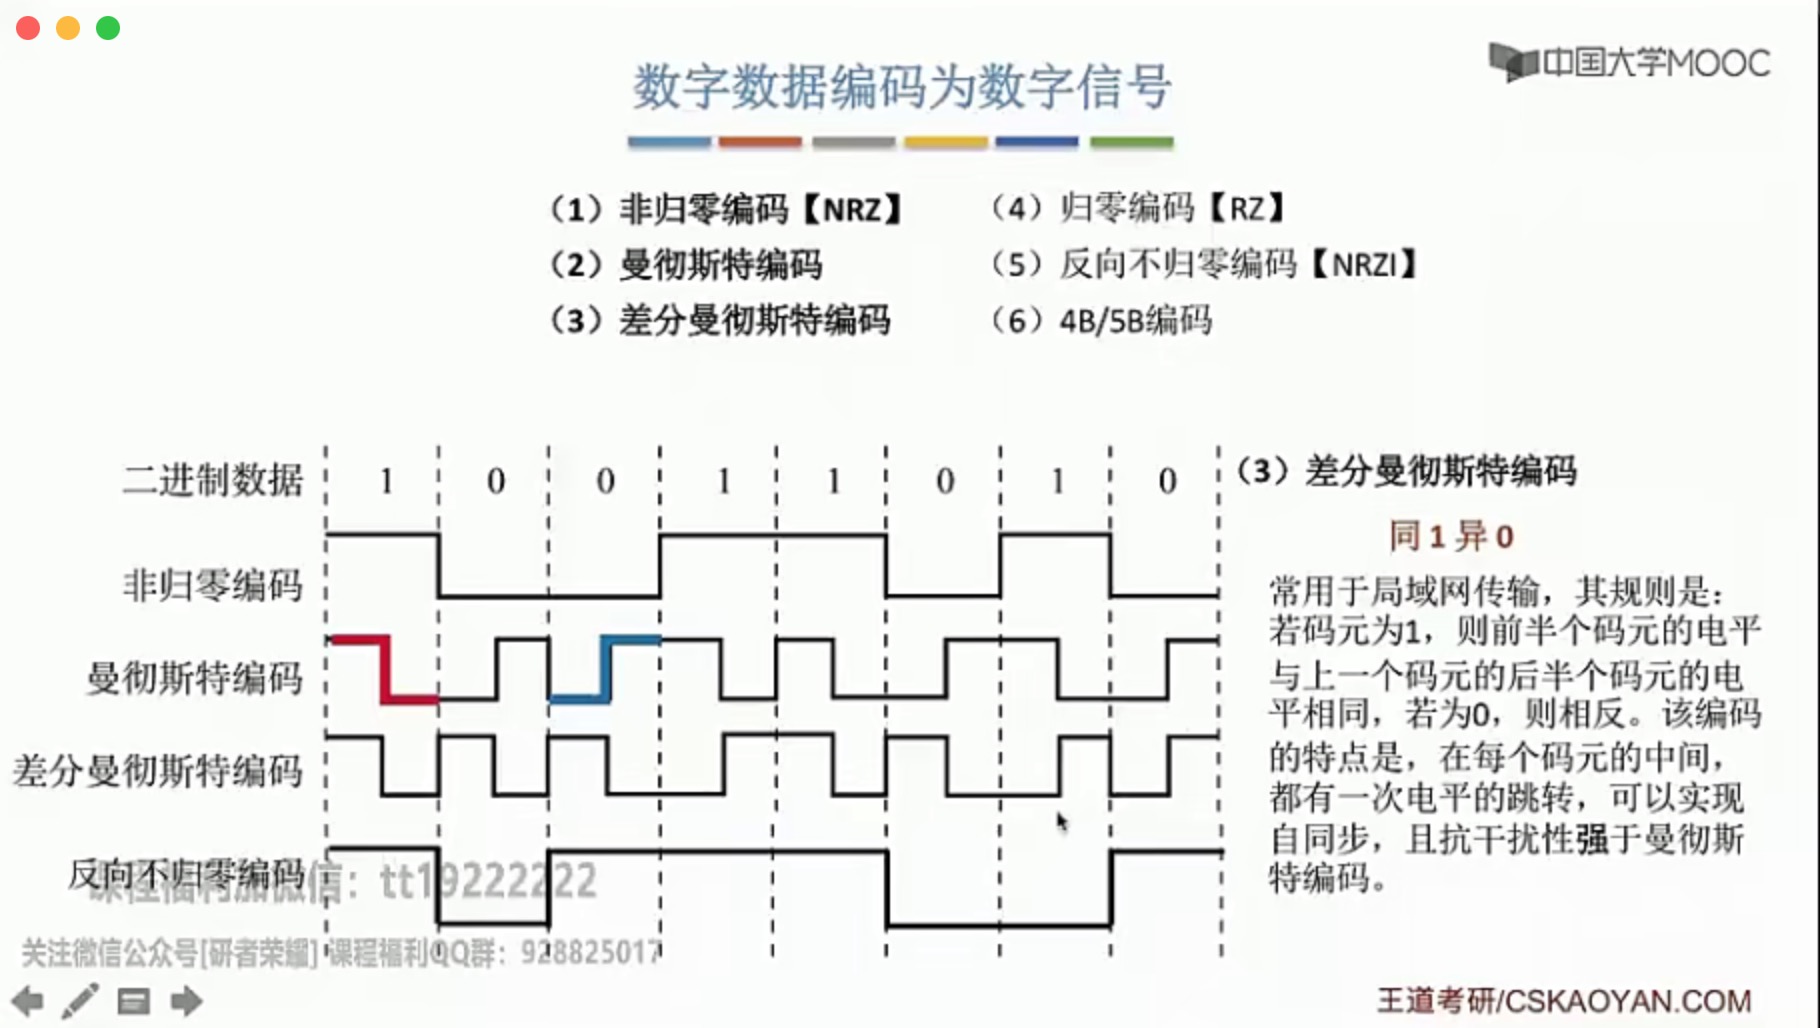 中国大学MOOC
数字数据编码为数字信号
（1）非归零编码【NRZ】 （4）归零编码【RZ】
（2）曼彻斯特编码 （5）反向不归零编码【NRZI】
（3）差分曼彻斯特编码 （6）4B/5B编码
二进制数据 1 0 0 1 1 0 1 0
非归零编码
曼彻斯特编码
差分曼彻斯特编码
反向不归零编码
（3）差分曼彻斯特编码
同1异0
常用于局域网传输，其规则是：
若码元为1，则前半个码元的电平
与上一个码元的后半个码元的电
平相同，若为0，则相反。该编码
的特点是，在每个码元的中间，
都有一次电平的跳转，可以实现
自同步，且抗干扰性强于曼彻斯
特编码。
课程福利加微信：tt19222222
关注微信公众号[研者荣耀] 课程福利QQ群：928825017
王道考研/CSKAOYAN.COM